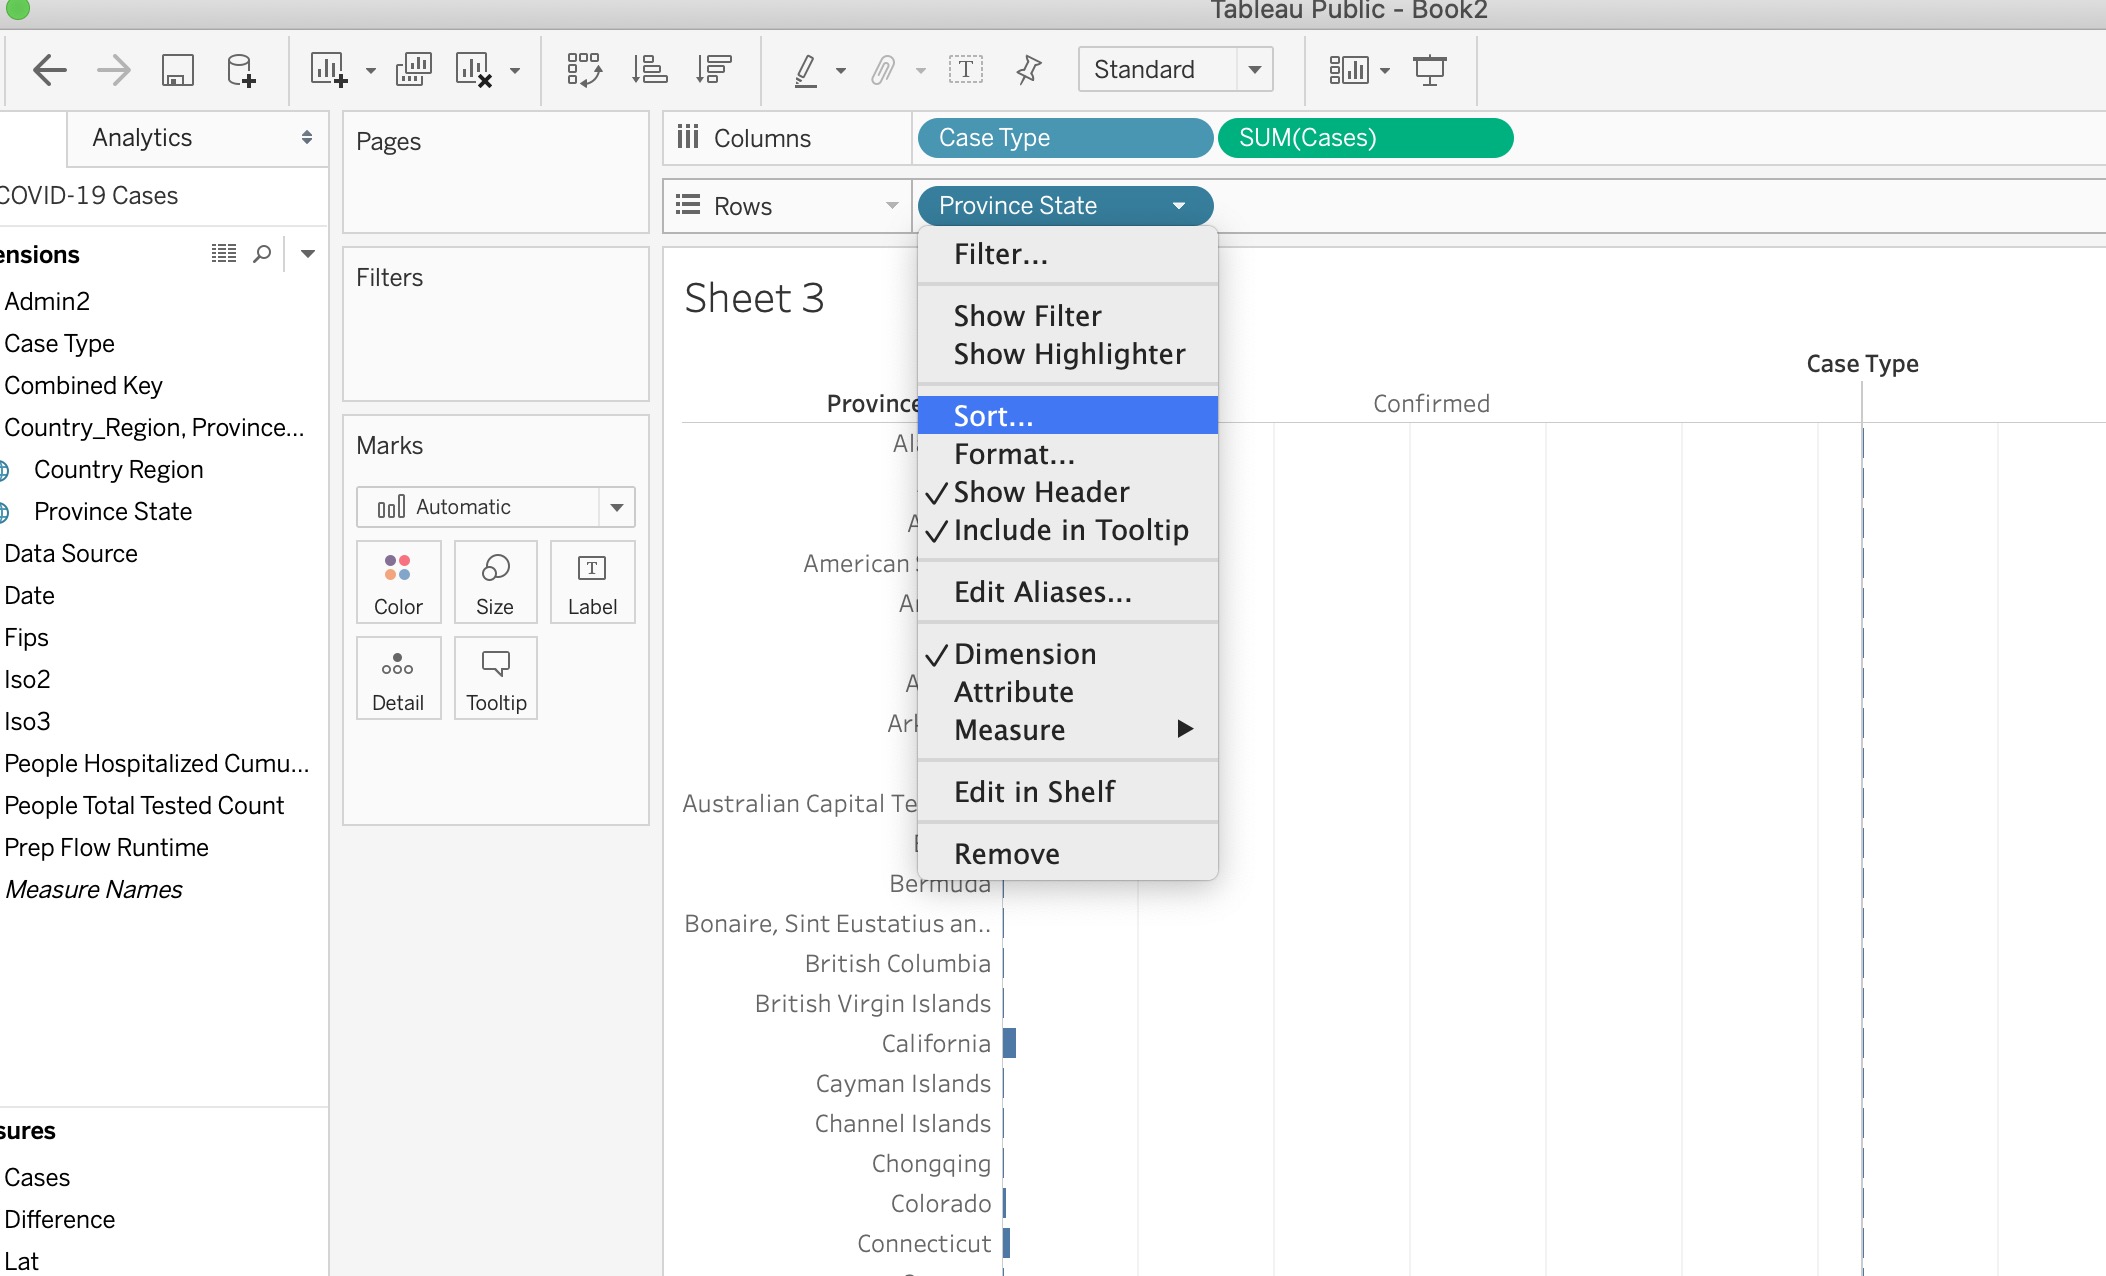 Tableau Public - Book2
Standard
Analytics
COVID-19 Cases
ensions
Admin2
Case Type
Combined Key
Country_Region, Province...
Country Region
Province State
Data Source
Date
Fips
Iso2
Iso3
People Hospitalized Cumu...
People Total Tested Count
Prep Flow Runtime
Measure Names
sures
Cases
Difference
Lat
Pages
Filters
Marks
Automatic
Color
Size
Label
Detail
Tooltip
Columns
Case Type
SUM(Cases)
Rows
Province State
Sheet 3
Filter...
Show Filter
Show Highlighter
Sort...
Format...
Show Header
Include in Tooltip
Edit Aliases...
Dimension
Attribute
Measure
Edit in Shelf
Remove
Case Type
Province
Confirmed
American
Australian Capital Te
Bermuda
Bonaire, Sint Eustatius an..
British Columbia
British Virgin Islands
California
Cayman Islands
Channel Islands
Chongqing
Colorado
Connecticut